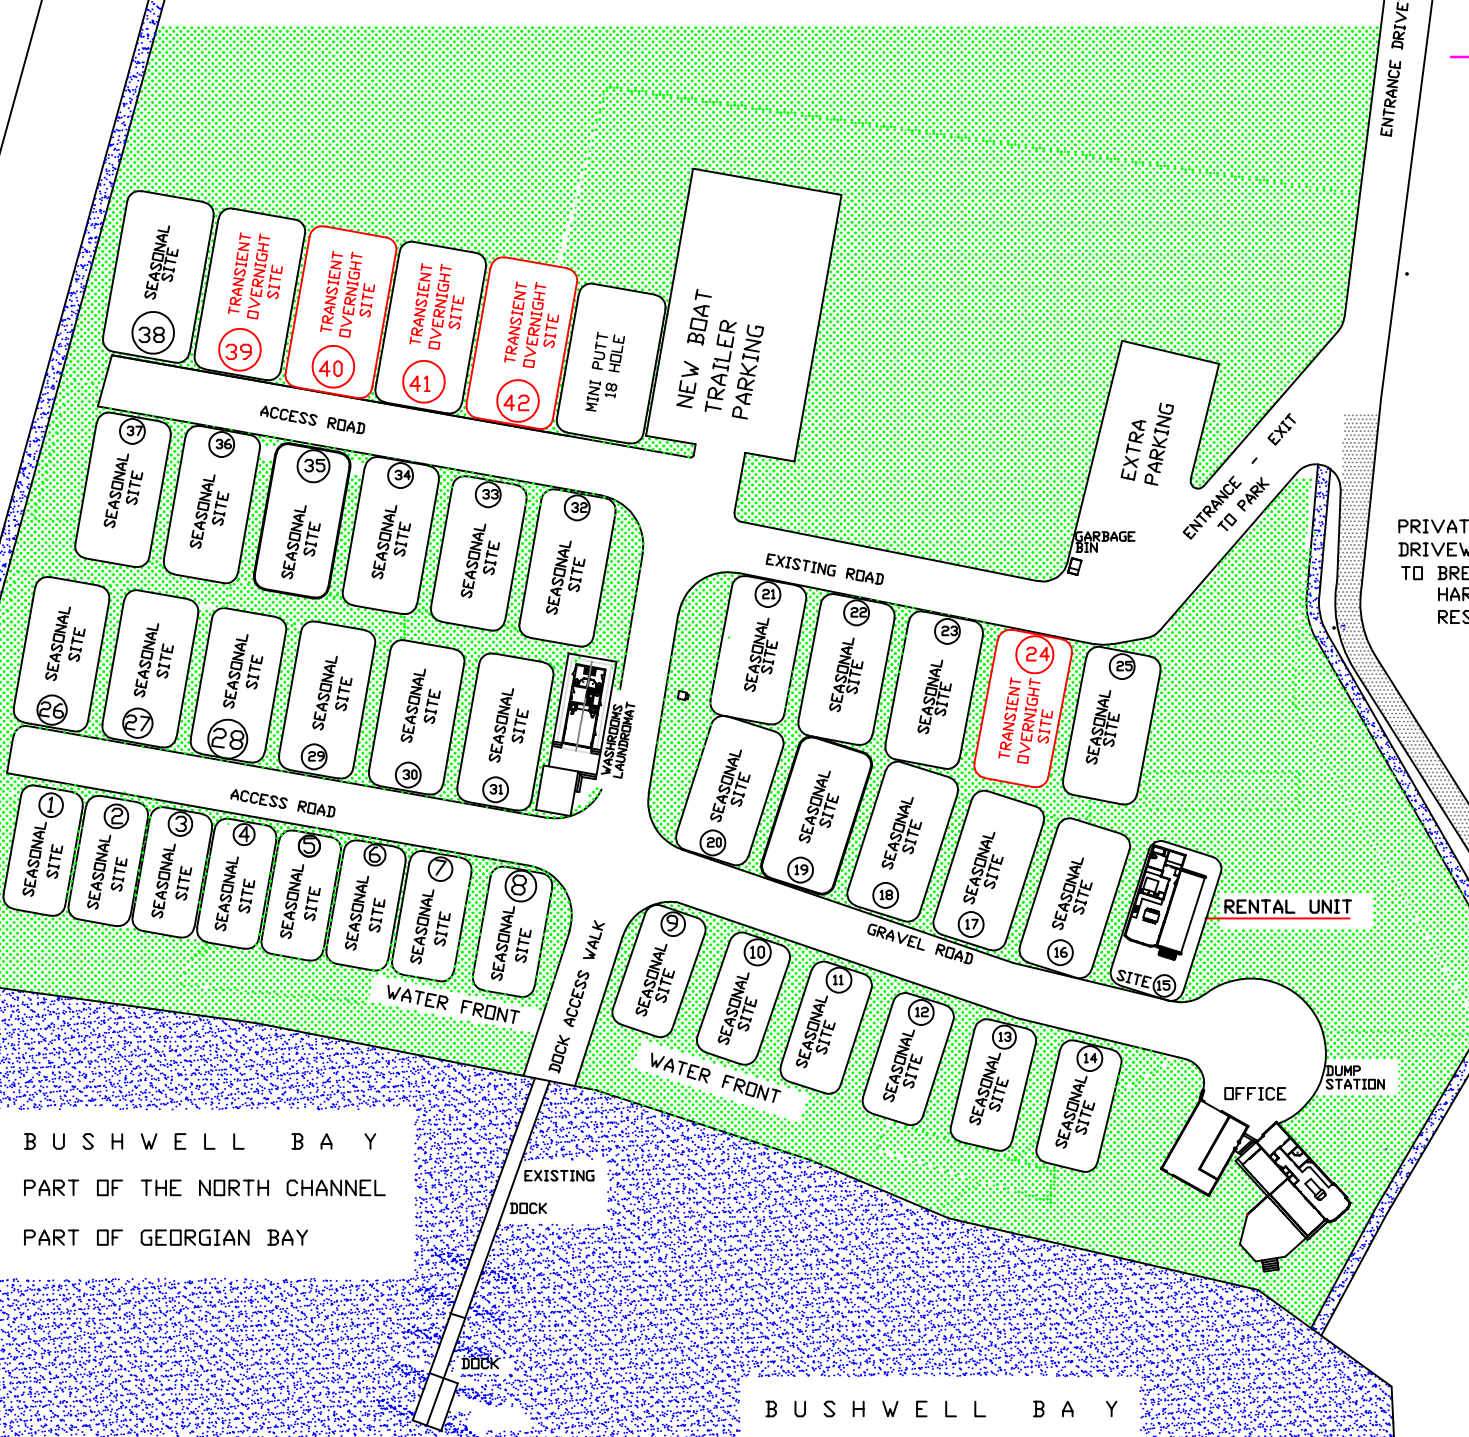 ENTRANCE DRIVE
38
SEASONAL
SITE
39
TRANSIENT
OVERNIGHT
SITE
40
TRANSIENT
OVERNIGHT
SITE
41
TRANSIENT
OVERNIGHT
SITE
42
TRANSIENT
OVERNIGHT
SITE
MINI PUTT
18 HOLE
NEW BOAT
TRAILER
PARKING
EXTRA
PARKING
ENTRANCE - EXIT
TO PARK
GARBAGE
BIN
PRIVAT
DRIVEW
TO BRE
HAR
RES
ACCESS ROAD
EXISTING ROAD
37
SEASONAL
SITE
36
SEASONAL
SITE
35
SEASONAL
SITE
34
SEASONAL
SITE
33
SEASONAL
SITE
32
SEASONAL
SITE
21
SEASONAL
SITE
22
SEASONAL
SITE
23
SEASONAL
SITE
24
TRANSIENT
OVERNIGHT
SITE
25
SEASONAL
SITE
SEASONAL
SITE
26
SEASONAL
SITE
27
SEASONAL
SITE
28
SEASONAL
SITE
29
SEASONAL
SITE
30
SEASONAL
SITE
31
WASHROOMS
LAUNDROMAT
SEASONAL
SITE
20
SEASONAL
SITE
19
SEASONAL
SITE
18
SEASONAL
SITE
17
SEASONAL
SITE
16
SITE 15
RENTAL UNIT
ACCESS ROAD
1
SEASONAL
SITE
2
SEASONAL
SITE
3
SEASONAL
SITE
4
SEASONAL
SITE
5
SEASONAL
SITE
6
SEASONAL
SITE
7
SEASONAL
SITE
8
SEASONAL
SITE
WATER FRONT
DOCK ACCESS WALK
GRAVEL ROAD
9
SEASONAL
SITE
10
SEASONAL
SITE
11
SEASONAL
SITE
12
SEASONAL
SITE
13
SEASONAL
SITE
14
SEASONAL
SITE
WATER FRONT
OFFICE
DUMP
STATION
BUSHWELL BAY
PART OF THE NORTH CHANNEL
PART OF GEORGIAN BAY
EXISTING
DOCK
DOCK
BUSHWELL BAY